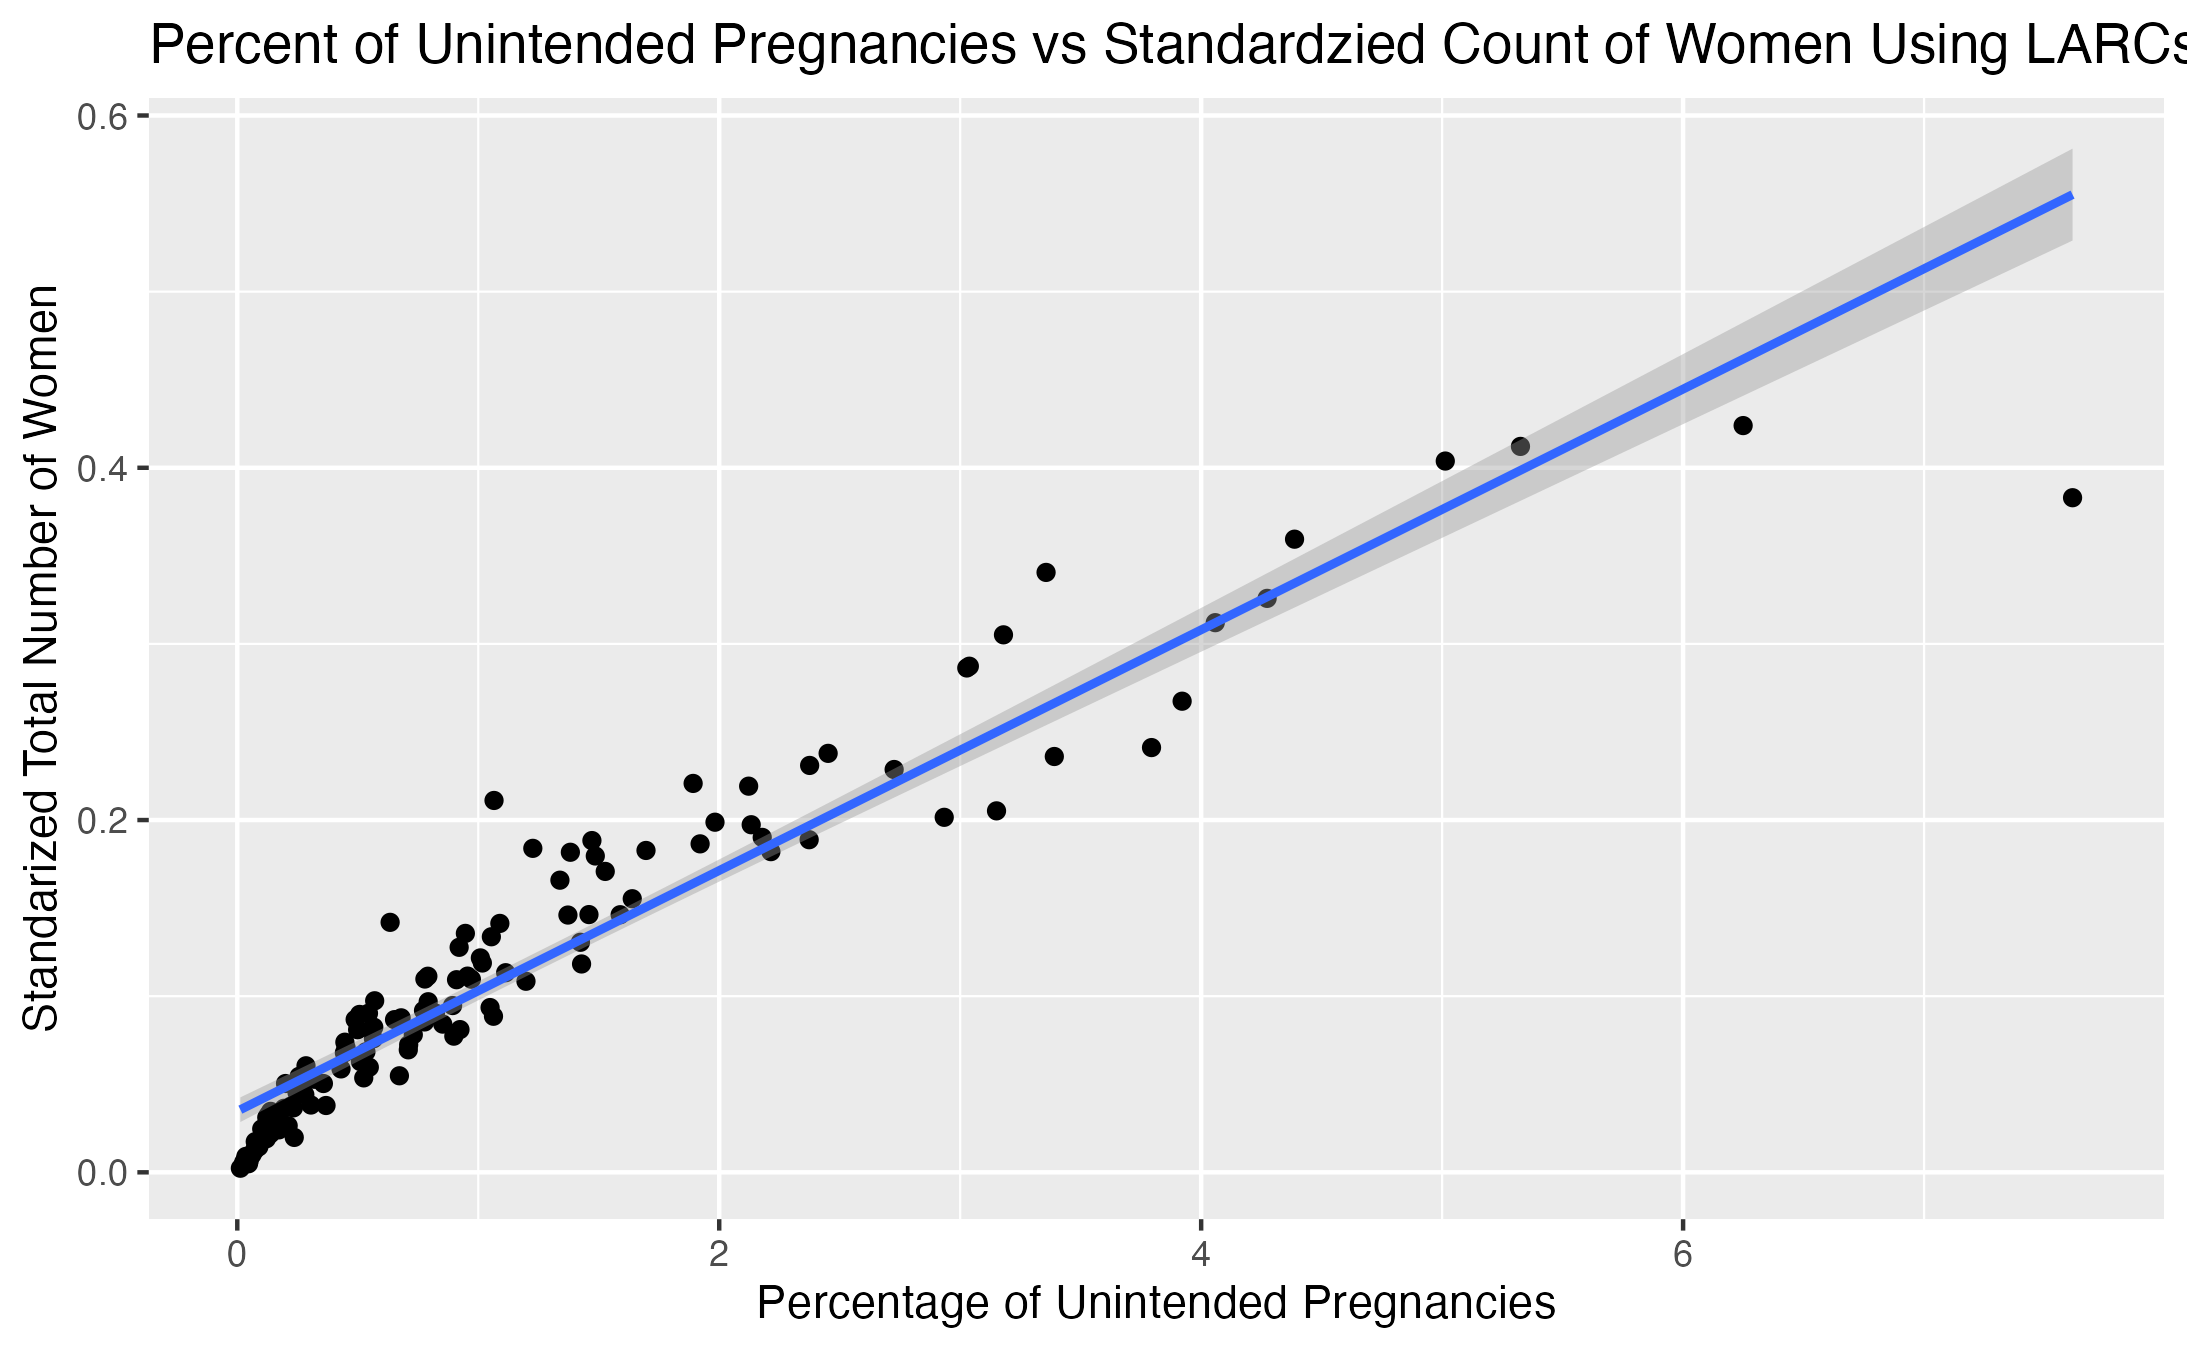 Percent of Unintended Pregnancies vs Standardzied Count of Women Using LARCs
Standarized Total Number of Women
0.6
0.4
0.2
0.0
0 2 4 6
Percentage of Unintended Pregnancies